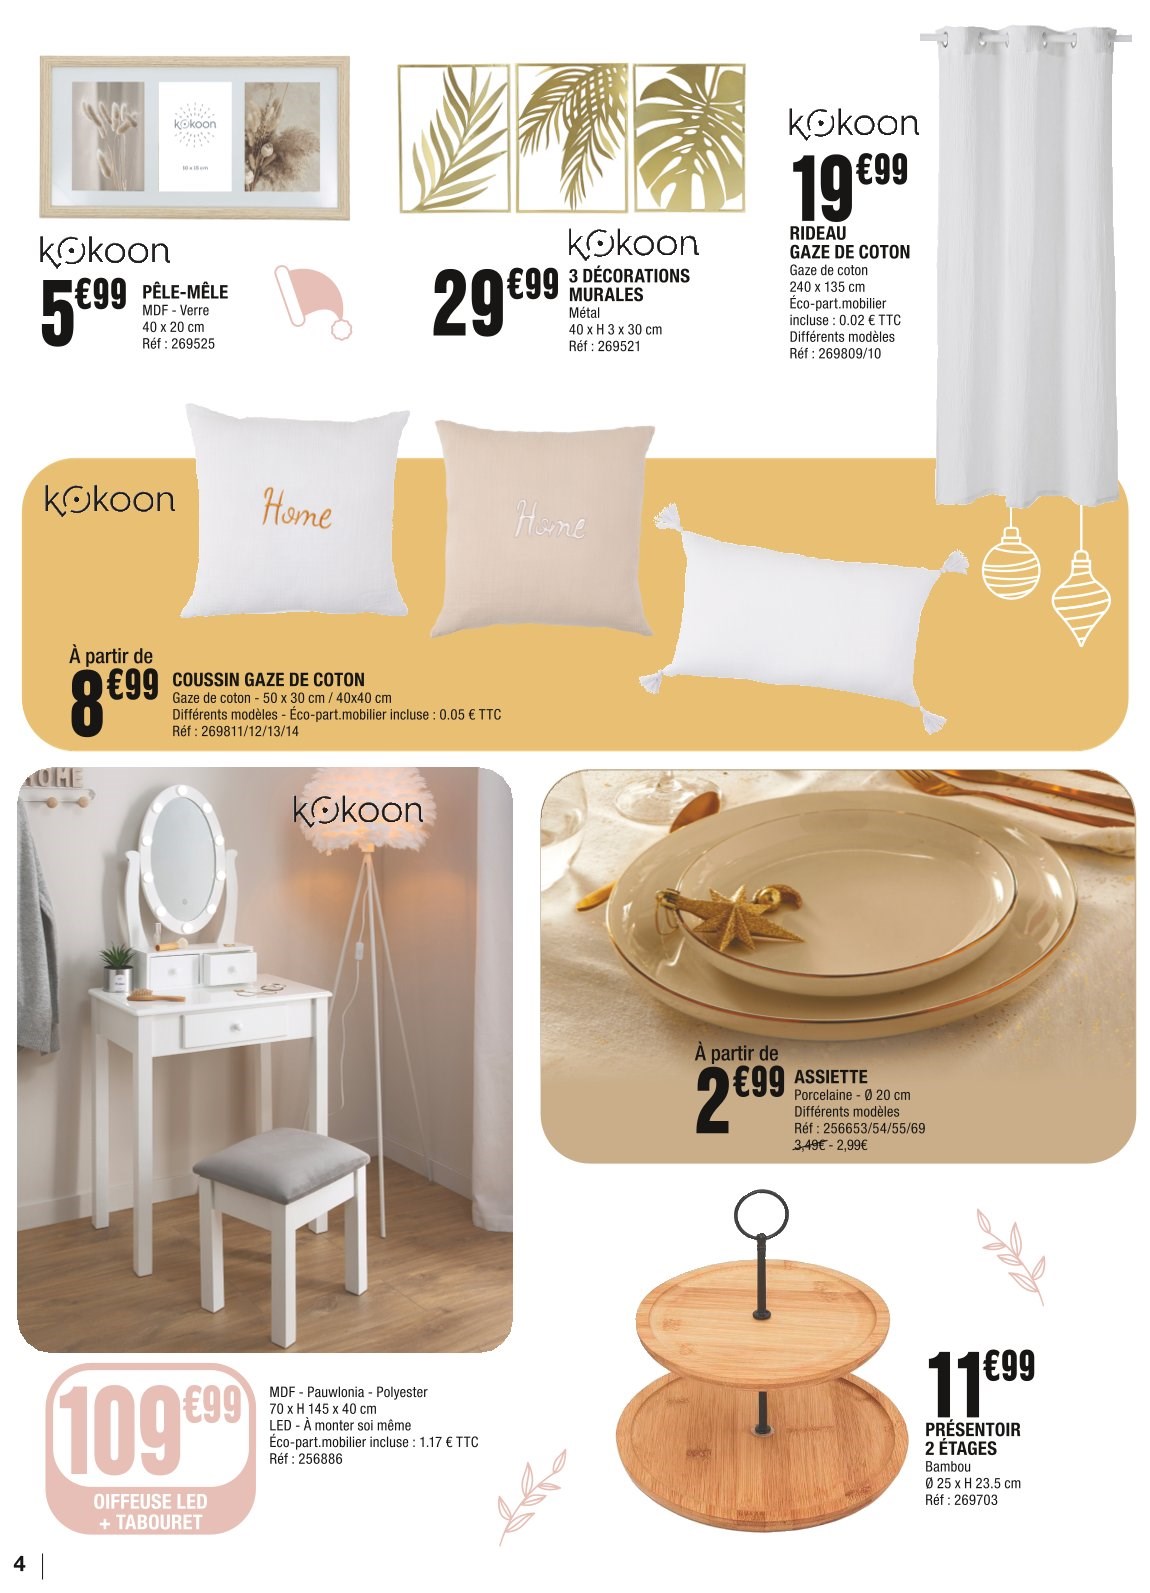 kokoon
10 x 15 cm
kokoon
5€99
PÊLE-MÊLE
MDF - Verre
40 x 20 cm
Réf : 269525
kokoon
29€99
3 DÉCORATIONS
MURALES
Métal
40 x H 3 x 30 cm
Réf : 269521
kokoon
19€99
RIDEAU
GAZE DE COTON
Gaze de coton
240 x 135 cm
Éco-part.mobilier
incluse : 0.02 € TTC
Différents modèles
Réf : 269809/10
kokoon
Home
Home
À partir de
8€99
COUSSIN GAZE DE COTON
Gaze de coton - 50 x 30 cm / 40x40 cm
Différents modèles - Éco-part.mobilier incluse : 0.05 € TTC
Réf : 269811/12/13/14
HOME
kokoon
À partir de
2€99
ASSIETTE
Porcelaine - Ø 20 cm
Différents modèles
Réf : 256653/54/55/69
3,49€ - 2,99€
109€99
OIFFEUSE LED
+ TABOURET
MDF - Pauwlonia - Polyester
70 x H 145 x 40 cm
LED - À monter soi même
Éco-part.mobilier incluse : 1.17 € TTC
Réf : 256886
11€99
PRÉSENTOIR
2 ÉTAGES
Bambou
Ø 25 x H 23.5 cm
Réf : 269703
4